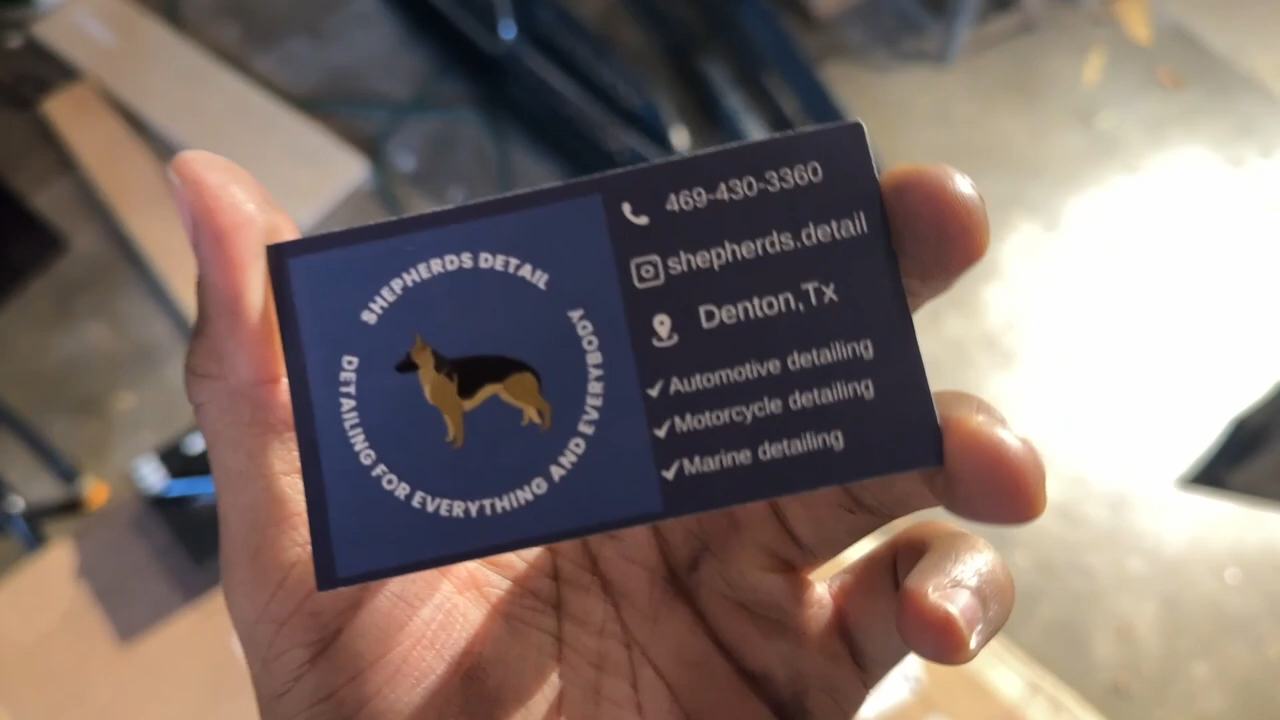 SHEPHERDS DETAIL
DETAILING FOR EVERYTHING AND EVERYBODY
469-430-3360
shepherds.detail
Denton,Tx
✓Automotive detailing
✓Motorcycle detailing
✓Marine detailing